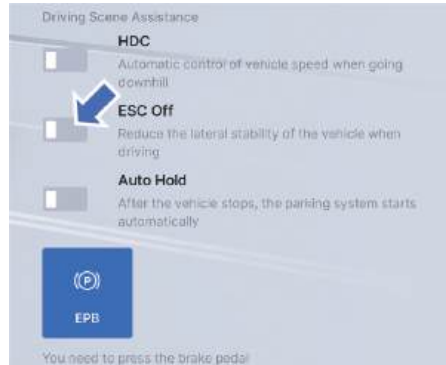 Driving Scene Assistance
HDC
Automatic control of vehicle speed when going
downhill
ESC Off
Reduce the lateral stability of the vehicle when
driving
Auto Hold
After the vehicle stops, the parking system starts
automatically
(P)
EPB
You need to press the brake pedal